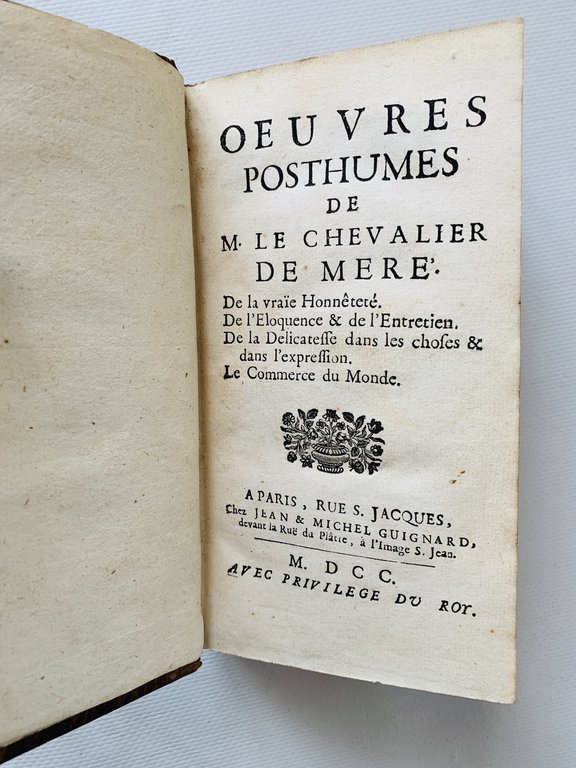 OEUVRES
POSTHUMES
DE
M. LE CHEVALIER
DE MERE'.
De la vraïe Honnêteté.
De l'Eloquence & de l'Entretien.
De la Délicatesse dans les choses &
dans l'expression.
Le Commerce du Monde.
A PARIS, RUE S. JACQUES,
Chez JEAN & MICHEL GUIGNARD,
devant la Ruë du Plâtre, à l'Image S. Jean.
M. DCC.
AVEC PRIVILEGE DU ROY.